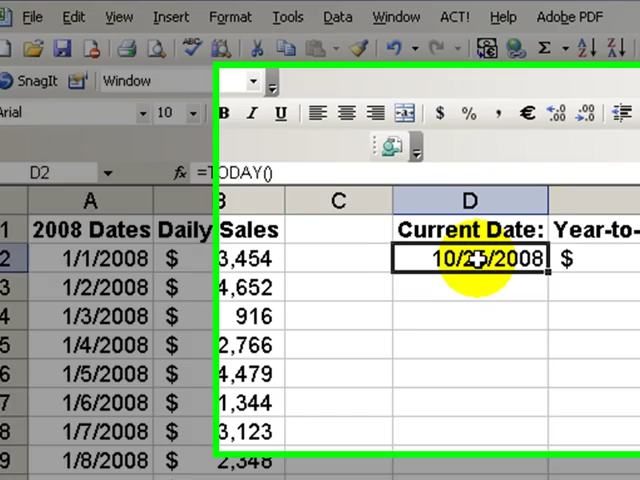 File Edit View Insert Format Tools Data Window ACT! Help Adobe PDF
SnagIt Window
Arial 10 B I U $ % , €
D2 fx =TODAY()
A B C D
1 2008 Dates Daily Sales Current Date: Year-to-
2 1/1/2008 $ 3,454 $
3 1/2/2008 $ 4,652
4 1/3/2008 $ 916
5 1/4/2008 $ 2,766
6 1/5/2008 $ 4,479
7 1/6/2008 $ 1,344
8 1/7/2008 $ 3,123
9 1/8/2008 $ 2,348